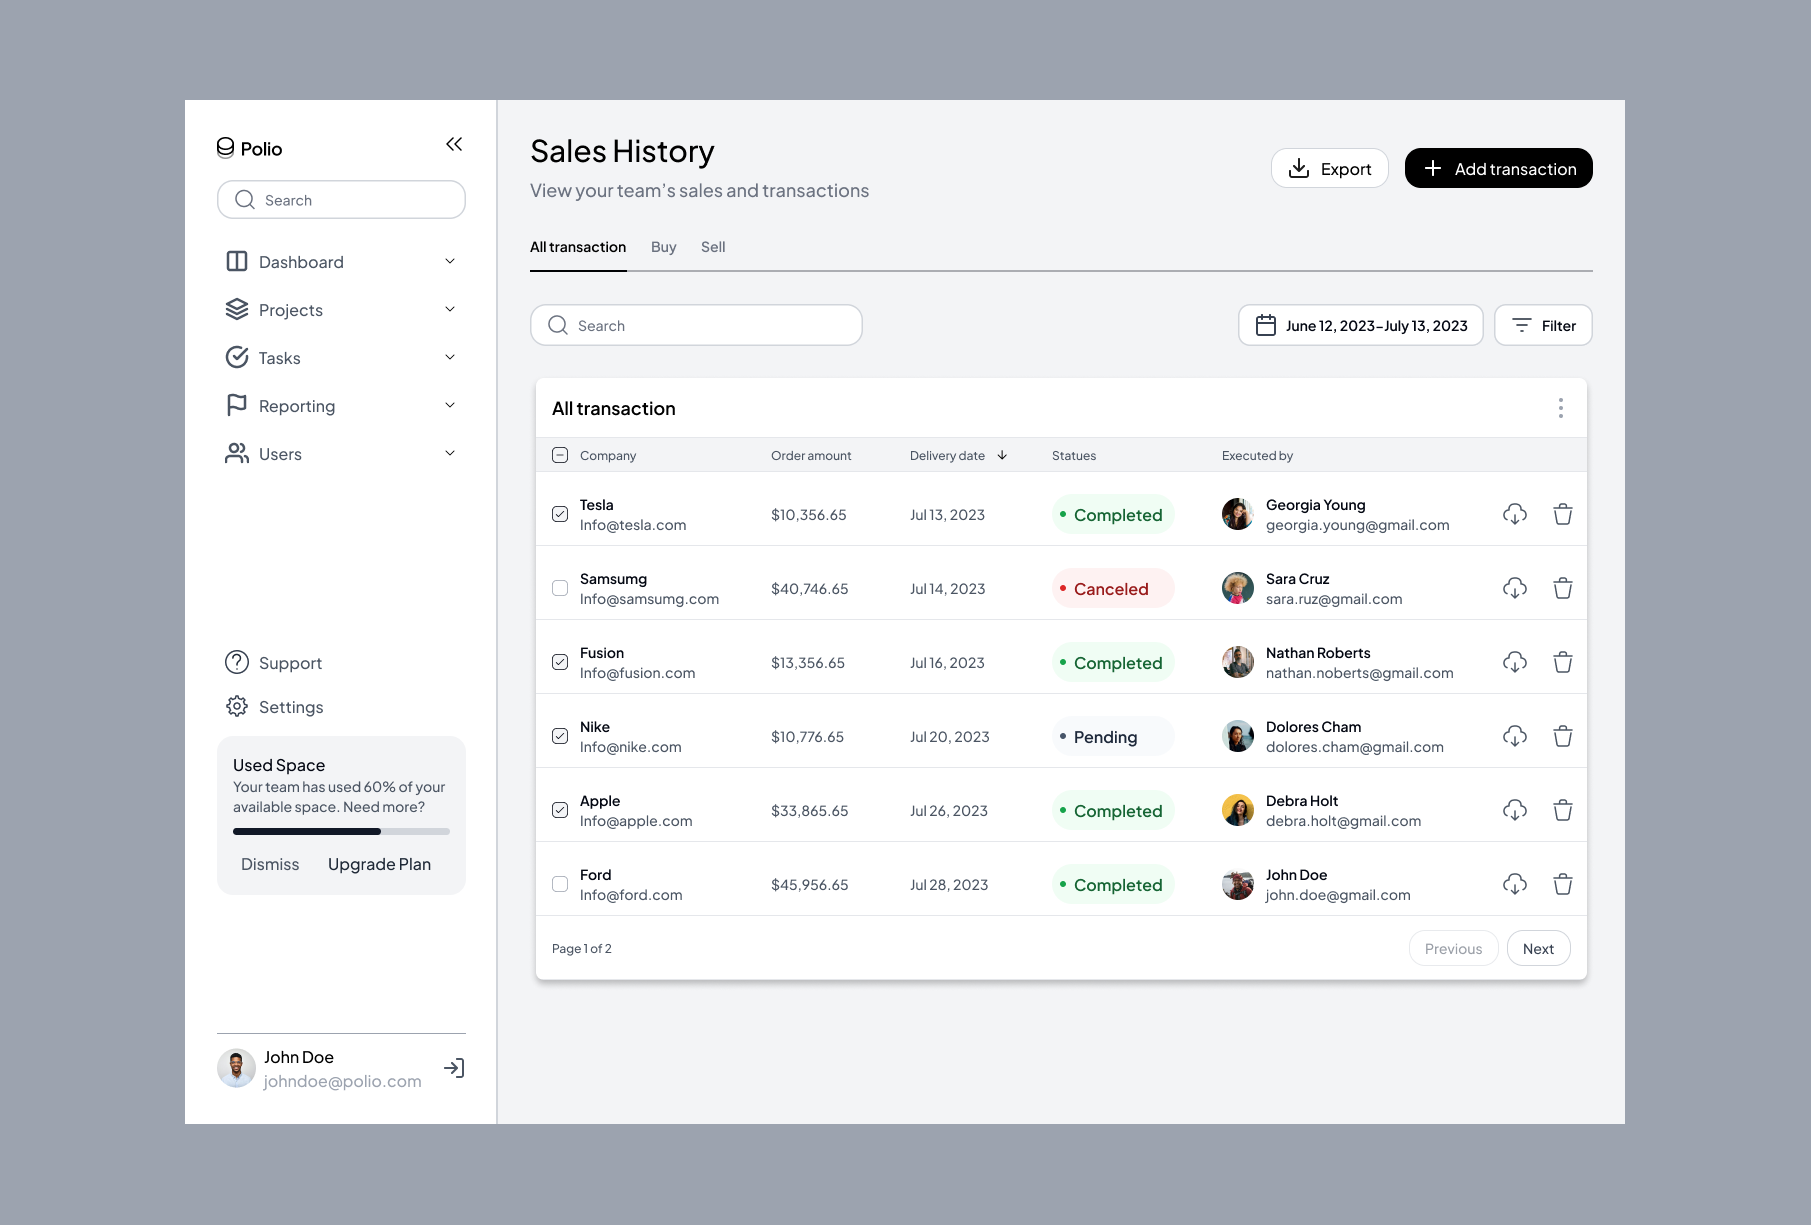 Polio
Search
Dashboard
Projects
Tasks
Reporting
Users
Support
Settings
Used Space
Your team has used 60% of your
available space. Need more?
Dismiss Upgrade Plan
John Doe
johndoe@polio.com
Sales History
View your team's sales and transactions
Export Add transaction
All transaction Buy Sell
Search June 12, 2023–July 13, 2023 Filter
All transaction
Company Order amount Delivery date Statues Executed by
Tesla
Info@tesla.com
$10,356.65
Jul 13, 2023
Completed
Georgia Young
georgia.young@gmail.com
Samsumg
Info@samsumg.com
$40,746.65
Jul 14, 2023
Canceled
Sara Cruz
sara.ruz@gmail.com
Fusion
Info@fusion.com
$13,356.65
Jul 16, 2023
Completed
Nathan Roberts
nathan.noberts@gmail.com
Nike
Info@nike.com
$10,776.65
Jul 20, 2023
Pending
Dolores Cham
dolores.cham@gmail.com
Apple
Info@apple.com
$33,865.65
Jul 26, 2023
Completed
Debra Holt
debra.holt@gmail.com
Ford
Info@ford.com
$45,956.65
Jul 28, 2023
Completed
John Doe
john.doe@gmail.com
Page 1 of 2
Previous Next